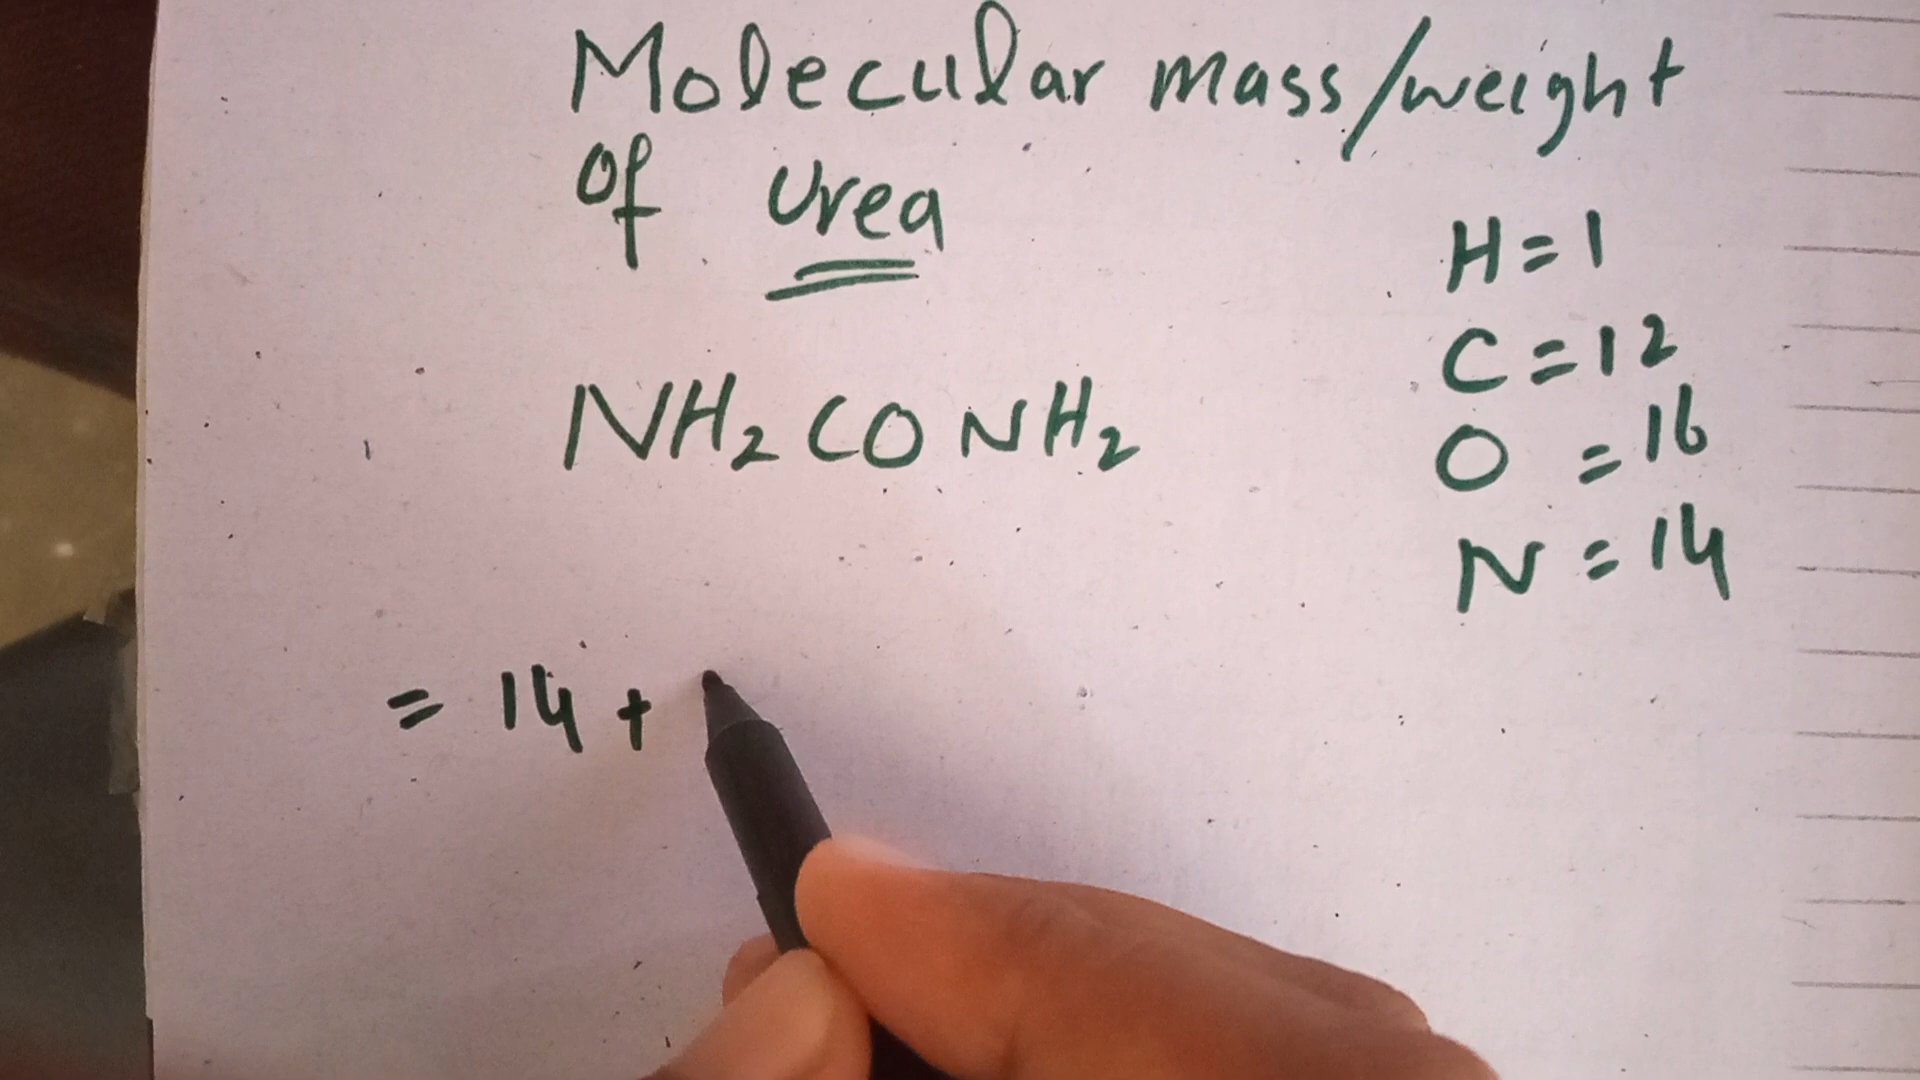 Molecular mass/weight
of Urea
H=1
C=12
NH₂CONH₂
O =16
N=14
= 14 +